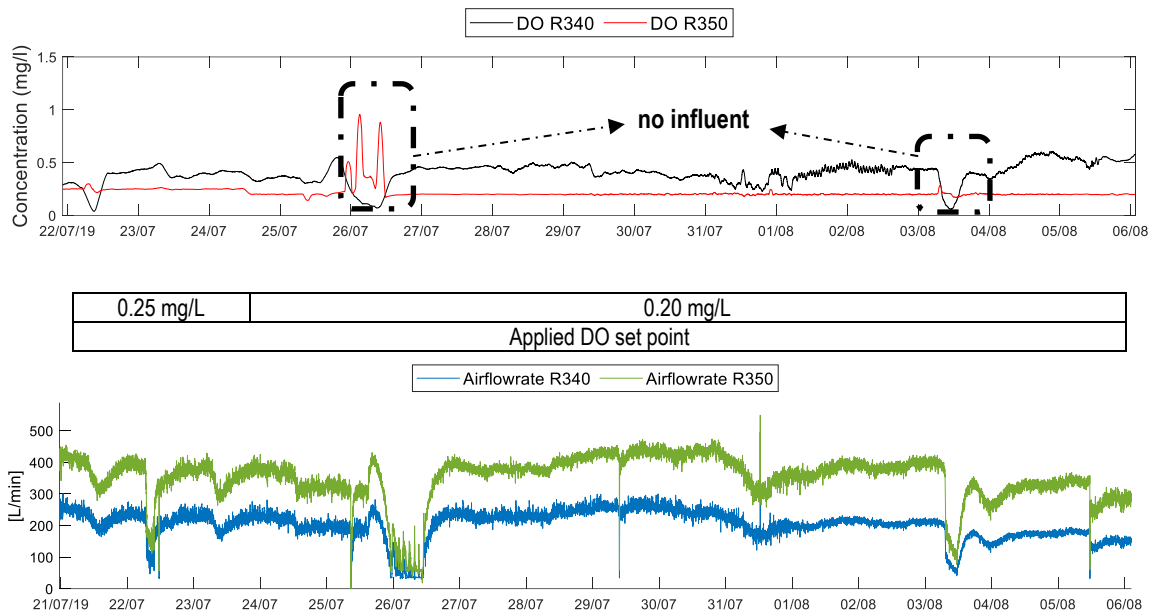 DO R340 DO R350
Concentration (mg/l)
1.5
1
0.5
0
no influent
22/07/19 23/07 24/07 25/07 26/07 27/07 28/07 29/07 30/07 31/07 01/08 02/08 03/08 04/08 05/08 06/08
0.25 mg/L 0.20 mg/L
Applied DO set point
Airflowrate R340 Airflowrate R350
[L/min]
500
400
300
200
100
0
21/07/19 22/07 23/07 24/07 25/07 26/07 27/07 28/07 29/07 30/07 31/07 01/08 02/08 03/08 04/08 05/08 06/08